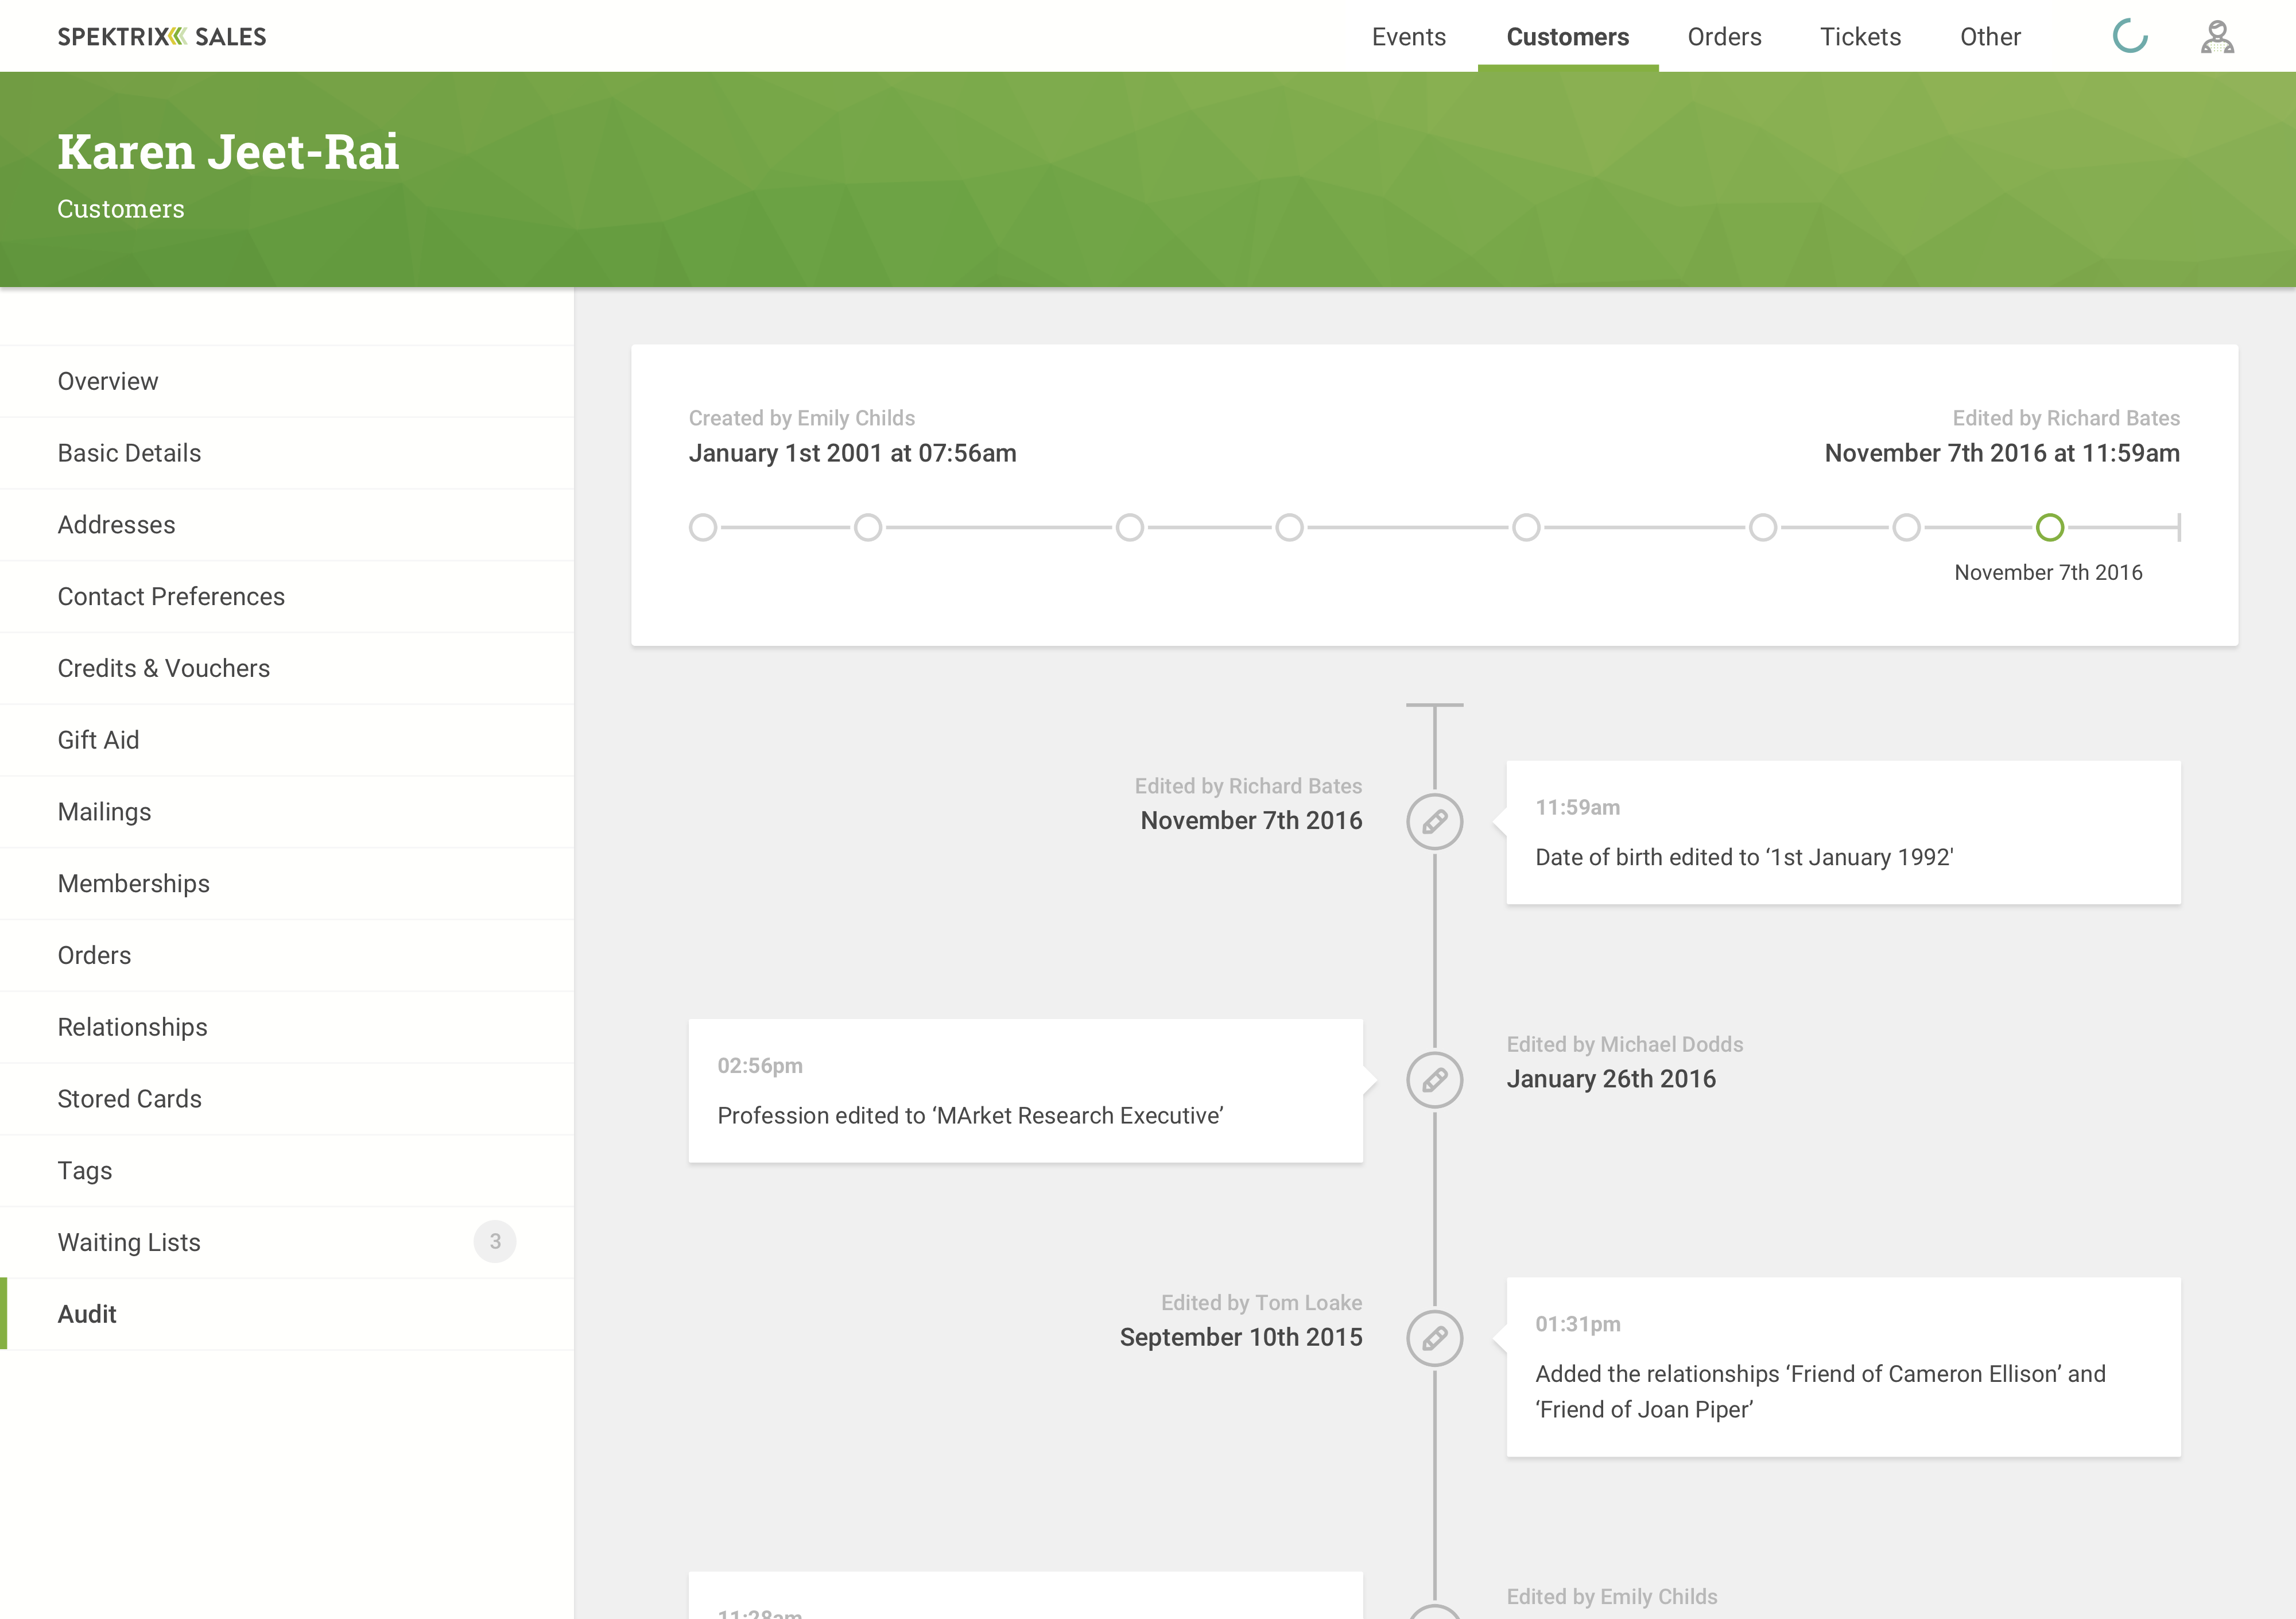 SPEKTRIX SALES
Events
Customers
Orders
Tickets
Other
Karen Jeet-Rai
Customers
Overview
Basic Details
Addresses
Contact Preferences
Credits & Vouchers
Gift Aid
Mailings
Memberships
Orders
Relationships
Stored Cards
Tags
Waiting Lists
3
Audit
Created by Emily Childs
January 1st 2001 at 07:56am
Edited by Richard Bates
November 7th 2016 at 11:59am
November 7th 2016
Edited by Richard Bates
November 7th 2016
11:59am
Date of birth edited to ‘1st January 1992'
02:56pm
Profession edited to ‘MArket Research Executive’
Edited by Michael Dodds
January 26th 2016
Edited by Tom Loake
September 10th 2015
01:31pm
Added the relationships ‘Friend of Cameron Ellison’ and
‘Friend of Joan Piper’
11:28am
Edited by Emily Childs